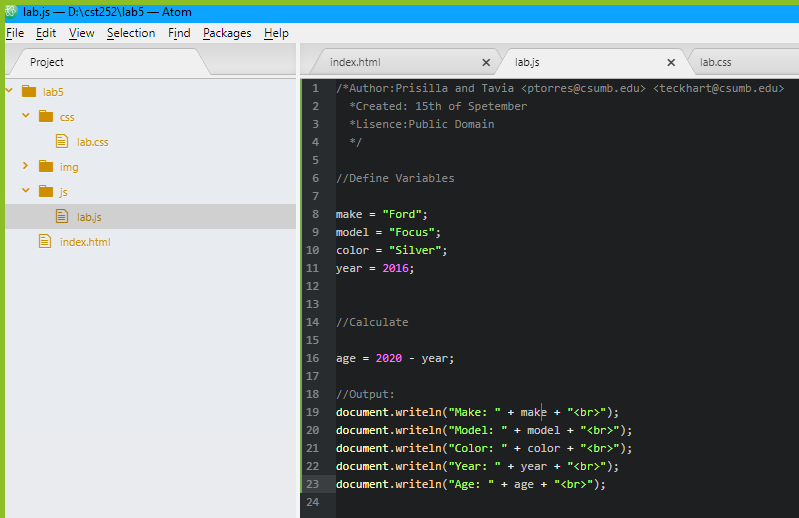 lab.js — D:\cst252\lab5 — Atom
File Edit View Selection Find Packages Help
Project
lab5
css
lab.css
img
js
lab.js
index.html
index.html lab.js lab.css
1 /*Author:Prisilla and Tavia <ptorres@csumb.edu> <teckhart@csumb.edu>
2 *Created: 15th of Spetember
3 *Lisence:Public Domain
4 */
5
6 //Define Variables
7
8 make = "Ford";
9 model = "Focus";
10 color = "Silver";
11 year = 2016;
12
13
14 //Calculate
15
16 age = 2020 - year;
17
18 //Output:
19 document.writeln("Make: " + make + "<br>");
20 document.writeln("Model: " + model + "<br>");
21 document.writeln("Color: " + color + "<br>");
22 document.writeln("Year: " + year + "<br>");
23 document.writeln("Age: " + age + "<br>");
24